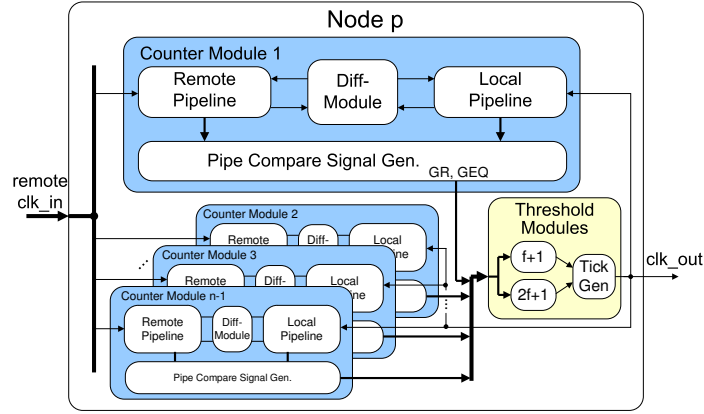 Node p
Counter Module 1
Remote
Pipeline
Diff-
Module
Local
Pipeline
Pipe Compare Signal Gen.
GR, GEQ
remote
clk_in
Counter Module 2
Remote
Diff-
Local
Counter Module 3
Remote
Diff-
Local
Counter Module n-1
Remote
Pipeline
Diff-
Module
Local
Pipeline
Pipe Compare Signal Gen.
Threshold
Modules
f+1
2f+1
Tick
Gen
clk_out